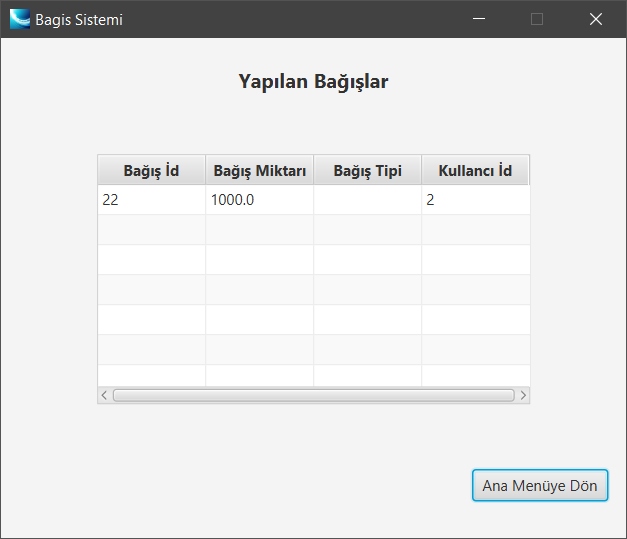 Bagis Sistemi
Yapılan Bağışlar
Bağış İd Bağış Miktarı Bağış Tipi Kullancı İd
22 1000.0 2
Ana Menüye Dön